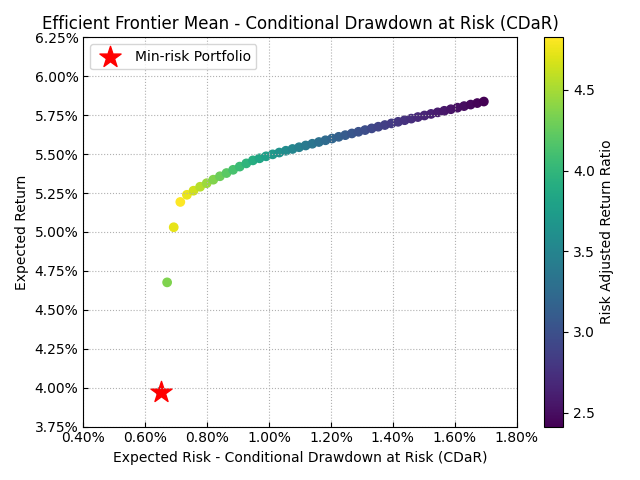 Efficient Frontier Mean - Conditional Drawdown at Risk (CDaR)
Min-risk Portfolio
Expected Return
6.25%
6.00%
5.75%
5.50%
5.25%
5.00%
4.75%
4.50%
4.25%
4.00%
3.75%
0.40% 0.60% 0.80% 1.00% 1.20% 1.40% 1.60% 1.80%
Expected Risk - Conditional Drawdown at Risk (CDaR)
4.5
4.0
3.5
3.0
2.5
Risk Adjusted Return Ratio